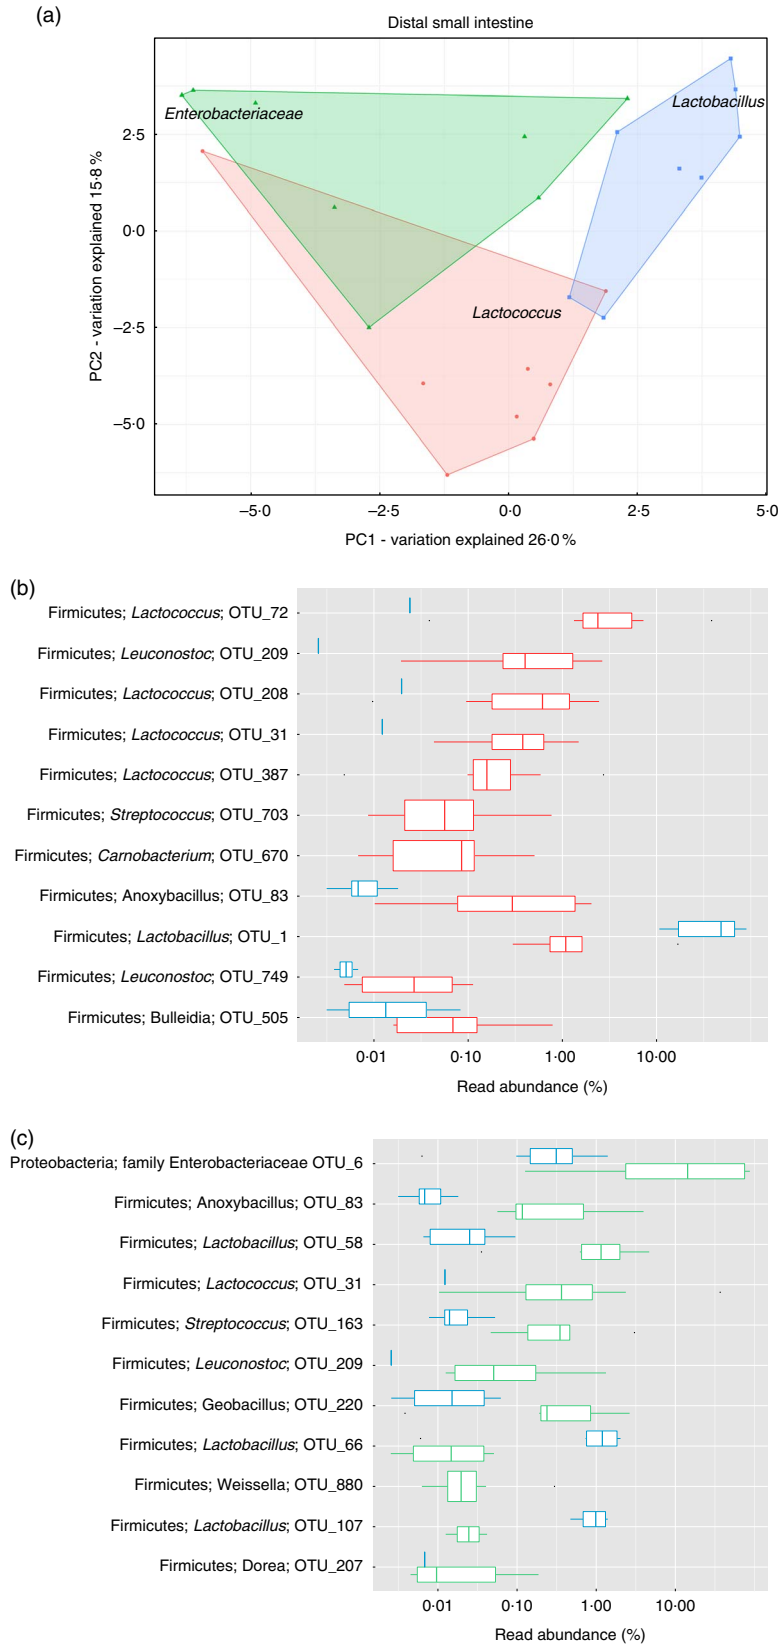 (a)
Distal small intestine
Enterobacteriaceae
Lactobacillus
Lactococcus
2·5
0·0
–2·5
–5·0
PC2 - variation explained 15·8 %
–5·0
–2·5
0·0
2·5
5·0
PC1 - variation explained 26·0 %
(b)
Firmicutes; Lactococcus; OTU_72
Firmicutes; Leuconostoc; OTU_209
Firmicutes; Lactococcus; OTU_208
Firmicutes; Lactococcus; OTU_31
Firmicutes; Lactococcus; OTU_387
Firmicutes; Streptococcus; OTU_703
Firmicutes; Carnobacterium; OTU_670
Firmicutes; Anoxybacillus; OTU_83
Firmicutes; Lactobacillus; OTU_1
Firmicutes; Leuconostoc; OTU_749
Firmicutes; Bulleidia; OTU_505
0·01
0·10
1·00
10·00
Read abundance (%)
(c)
Proteobacteria; family Enterobacteriaceae OTU_6
Firmicutes; Anoxybacillus; OTU_83
Firmicutes; Lactobacillus; OTU_58
Firmicutes; Lactococcus; OTU_31
Firmicutes; Streptococcus; OTU_163
Firmicutes; Leuconostoc; OTU_209
Firmicutes; Geobacillus; OTU_220
Firmicutes; Lactobacillus; OTU_66
Firmicutes; Weissella; OTU_880
Firmicutes; Lactobacillus; OTU_107
Firmicutes; Dorea; OTU_207
0·01
0·10
1·00
10·00
Read abundance (%)